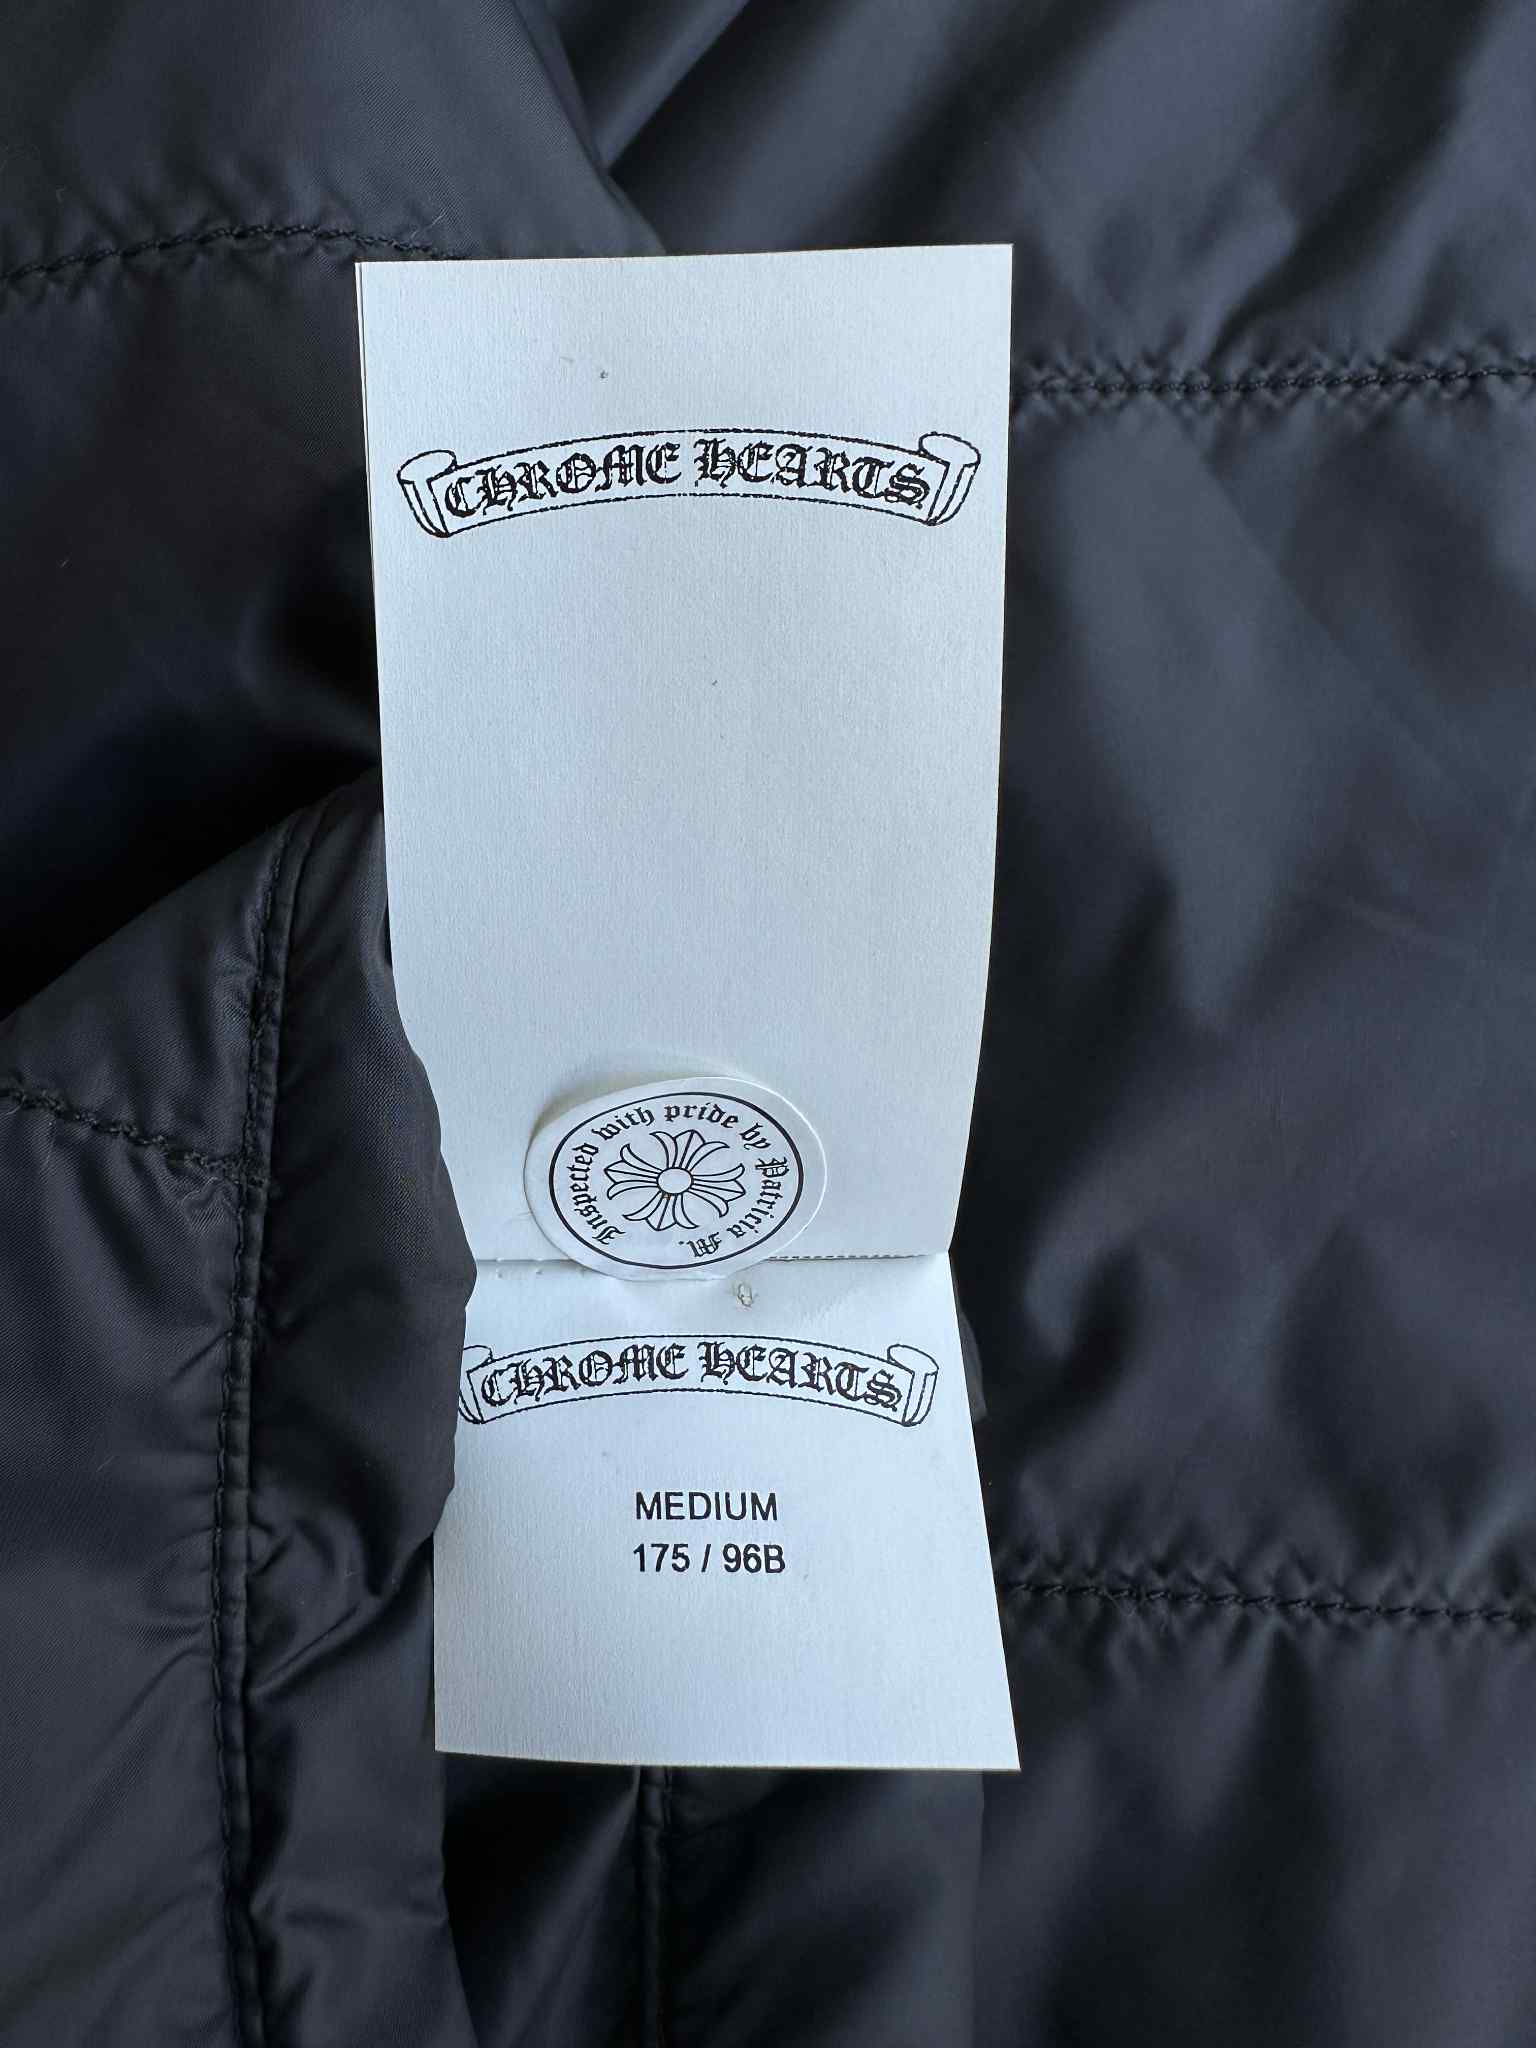 CHROME HEARTS
Inspected with pride by Patricia M.
CHROME HEARTS
MEDIUM
175 / 96B